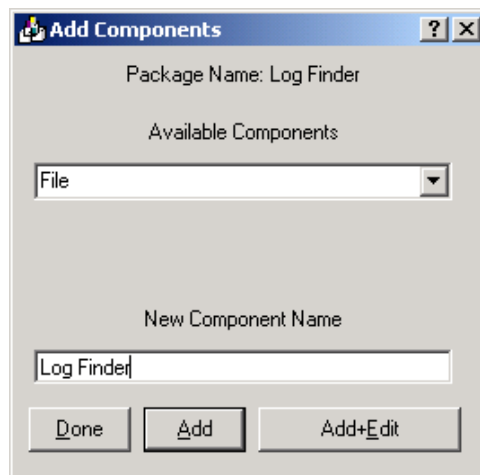 Add Components
Package Name: Log Finder
Available Components
File
New Component Name
Log Finder
Done Add Add+Edit